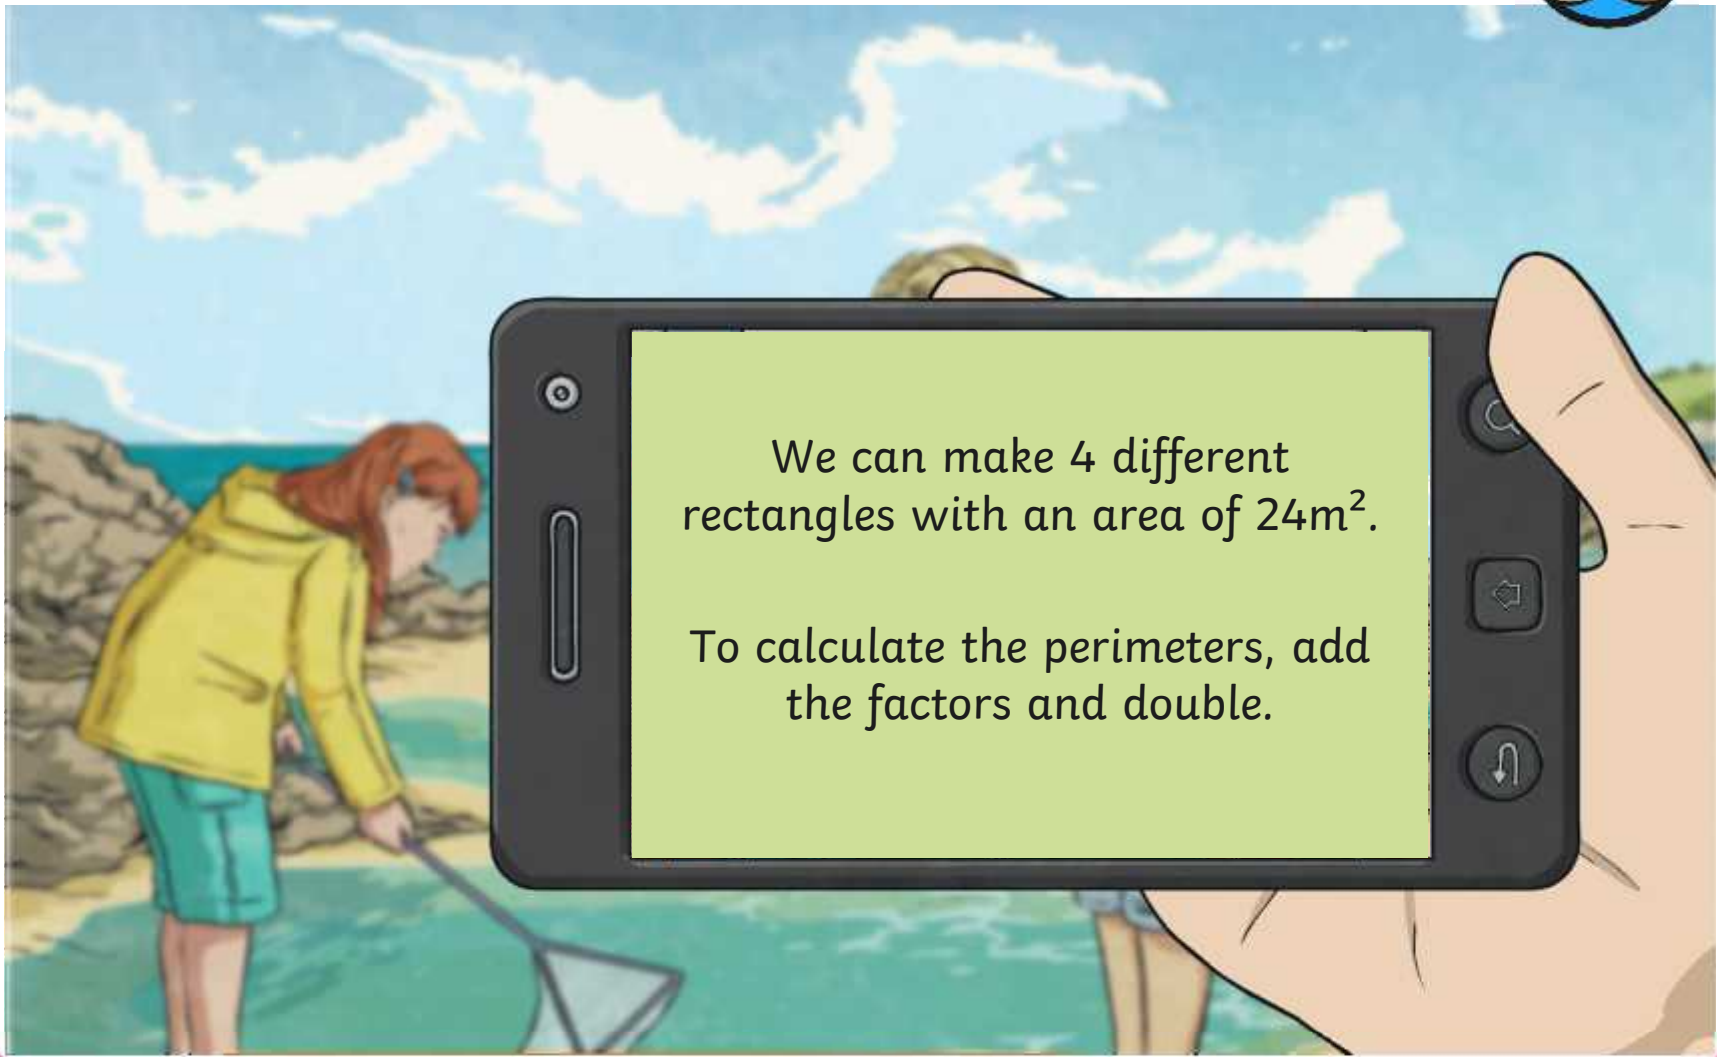 We can make 4 different
rectangles with an area of 24m².
To calculate the perimeters, add
the factors and double.